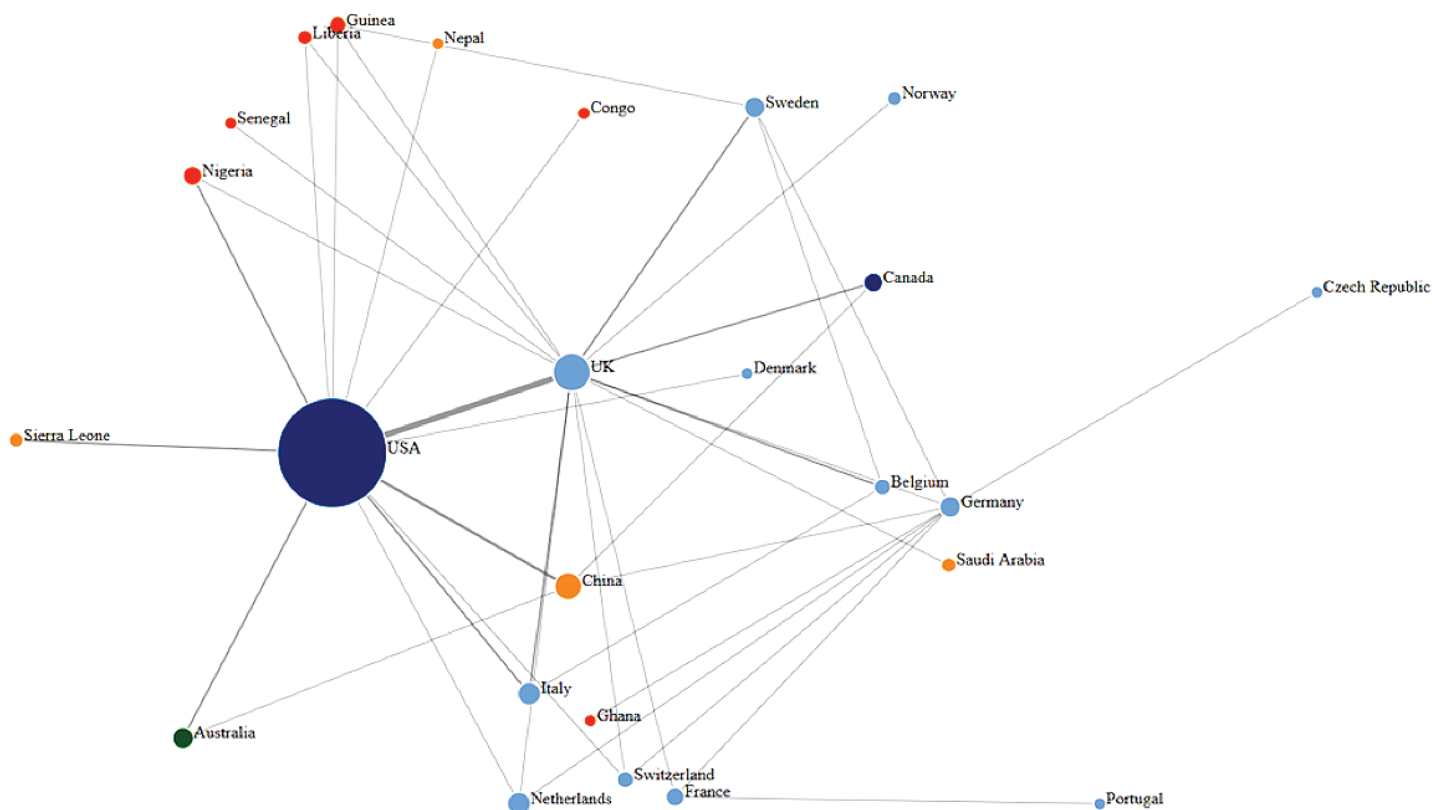 Guinea
Liberia
Nepal
Sweden
Norway
Congo
Senegal
Nigeria
Canada
Czech Republic
UK
Denmark
Sierra Leone
USA
Belgium
Germany
Saudi Arabia
China
Italy
Ghana
Australia
Switzerland
France
Netherlands
Portugal